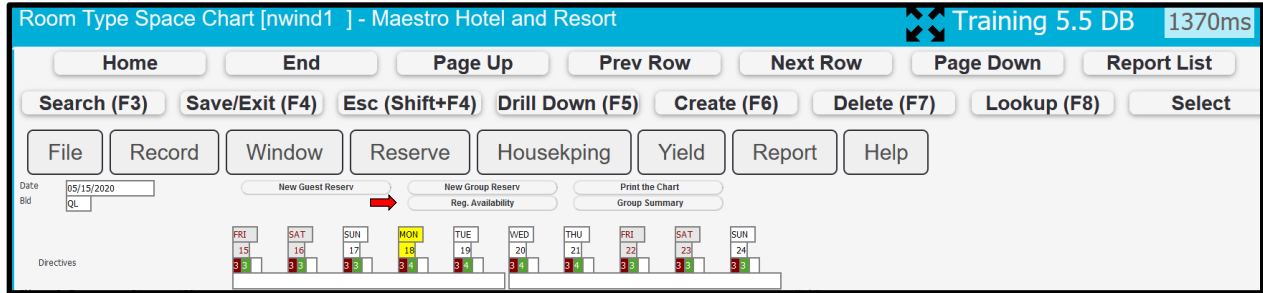 Room Type Space Chart [nwind1 ] - Maestro Hotel and Resort Training 5.5 DB 1370ms
Home End Page Up Prev Row Next Row Page Down Report List
Search (F3) Save/Exit (F4) Esc (Shift+F4) Drill Down (F5) Create (F6) Delete (F7) Lookup (F8) Select
File Record Window Reserve Housekping Yield Report Help
Date 05/15/2020 New Guest Reserv New Group Reserv Print the Chart
Bld QL Reg. Availability Group Summary
FRI SAT SUN MON TUE WED THU FRI SAT SUN
15 16 17 18 19 20 21 22 23 24
Directives 3 3 3 3 3 3 3 4 3 4 3 4 3 4 3 3 3 3 3 3